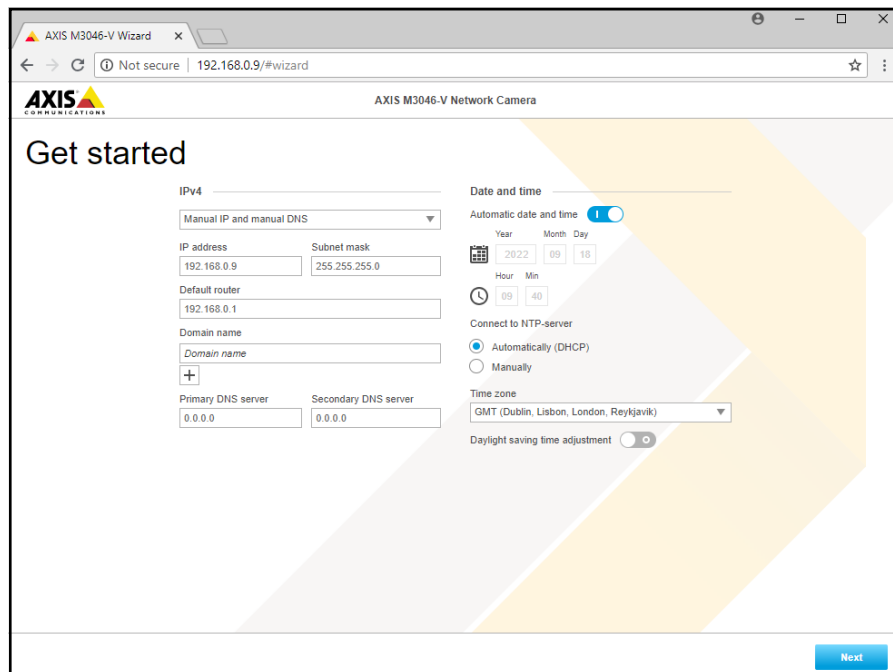 AXIS M3046-V Wizard
Not secure | 192.168.0.9/#wizard
AXIS
COMMUNICATIONS
AXIS M3046-V Network Camera
Get started
IPv4
Manual IP and manual DNS
IP address Subnet mask
192.168.0.9 255.255.255.0
Default router
192.168.0.1
Domain name
Domain name
Primary DNS server Secondary DNS server
0.0.0.0 0.0.0.0
Date and time
Automatic date and time
Year Month Day
2022 09 18
Hour Min
09 40
Connect to NTP-server
Automatically (DHCP)
Manually
Time zone
GMT (Dublin, Lisbon, London, Reykjavik)
Daylight saving time adjustment
Next